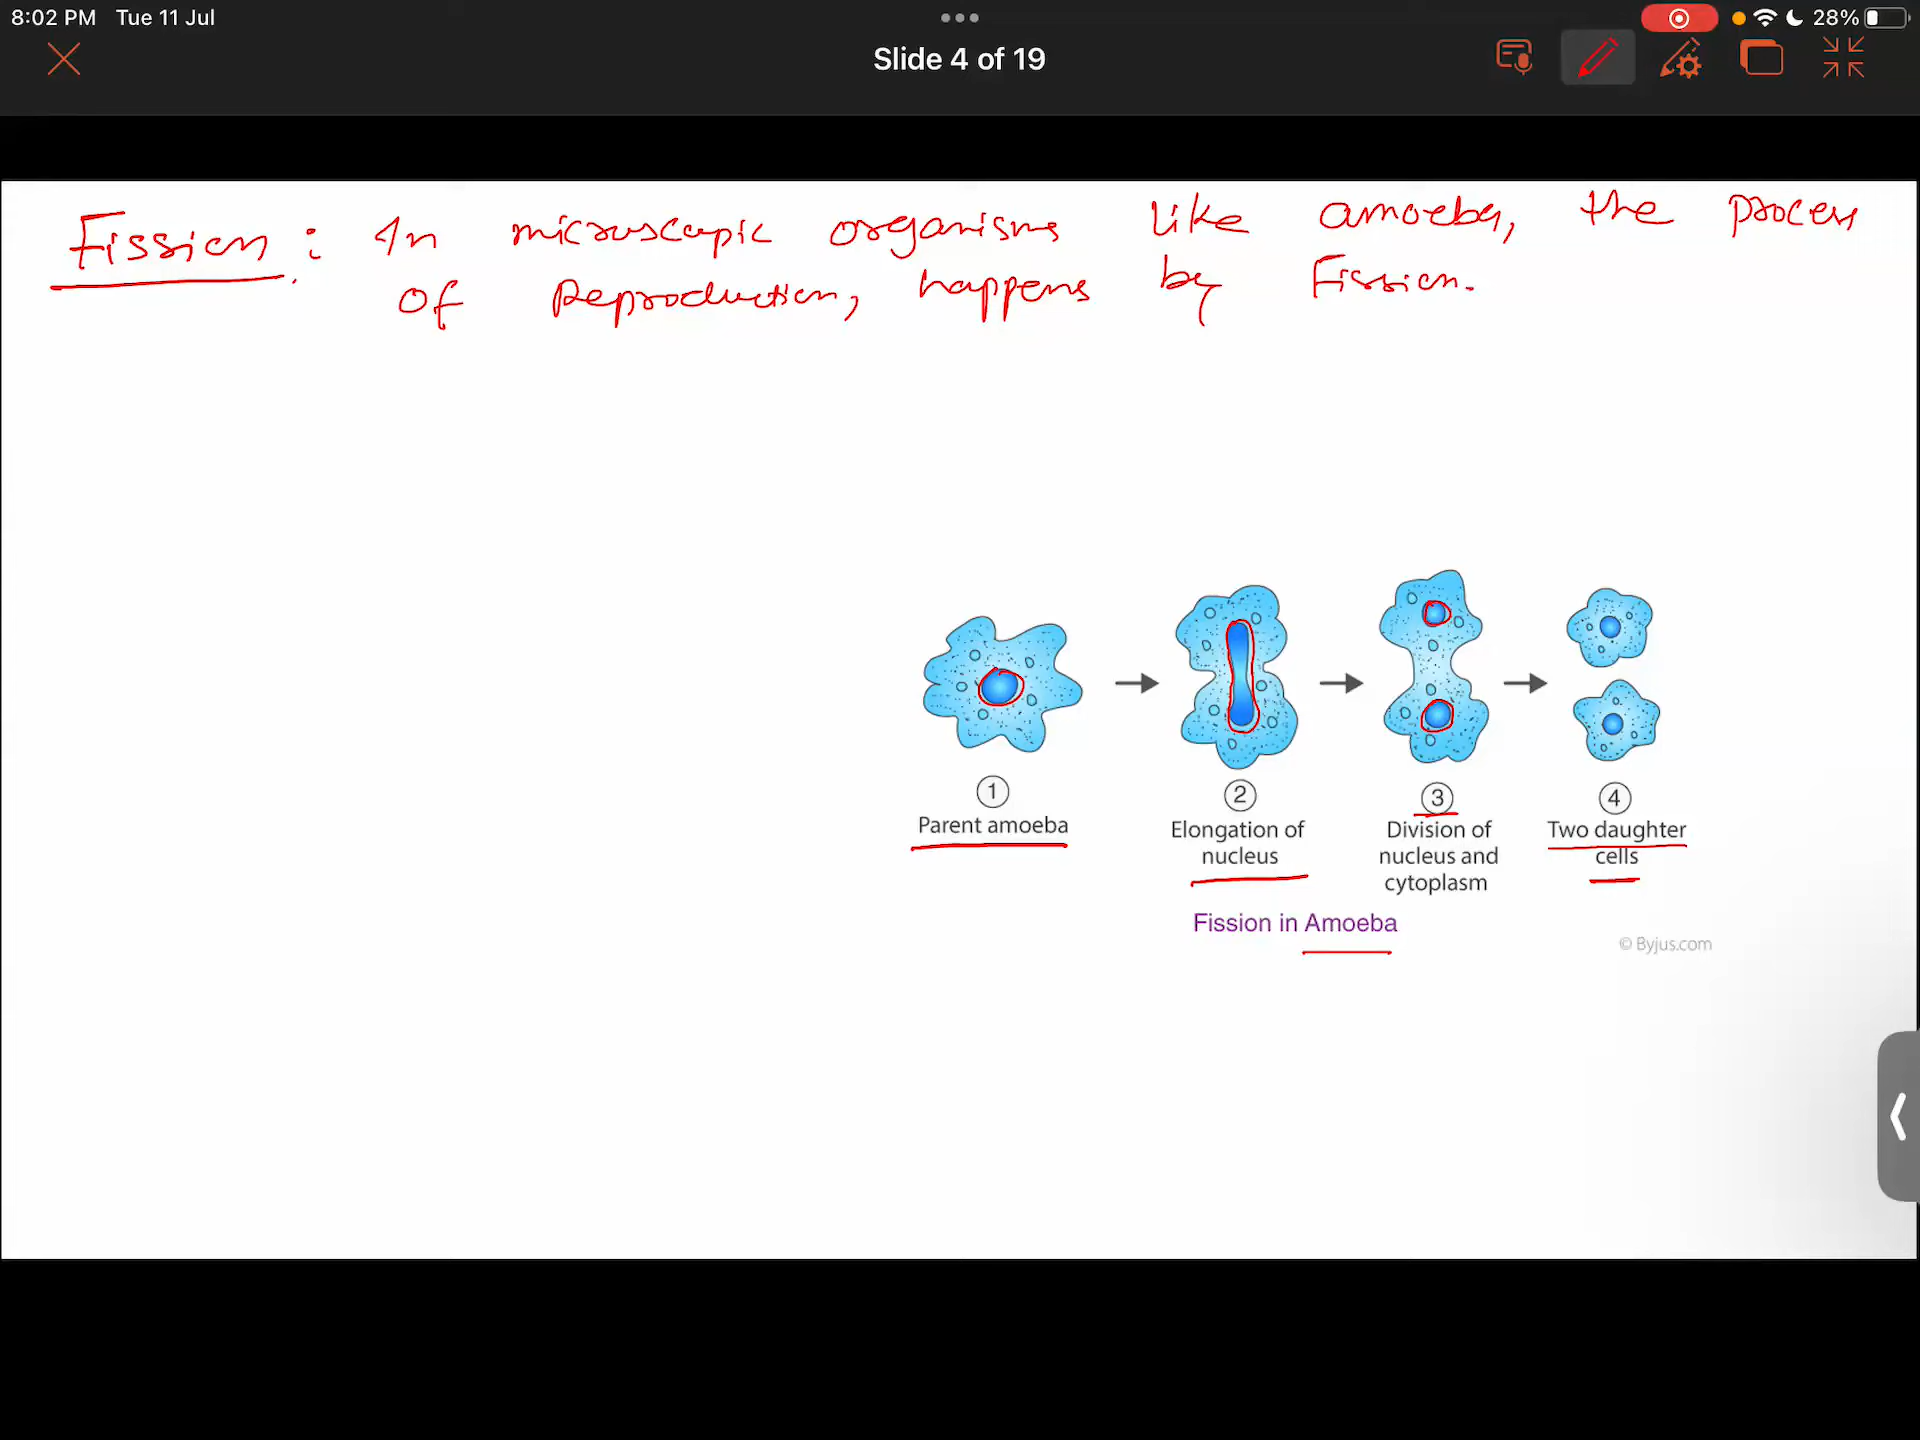 8:02 PM Tue 11 Jul
28%
Slide 4 of 19
Fission : In microscopic organisms like amoeba, the process
of Reproduction, happens by Fission.
1
Parent amoeba
2
Elongation of
nucleus
3
Division of
nucleus and
cytoplasm
4
Two daughter
cells
Fission in Amoeba
© Byjus.com